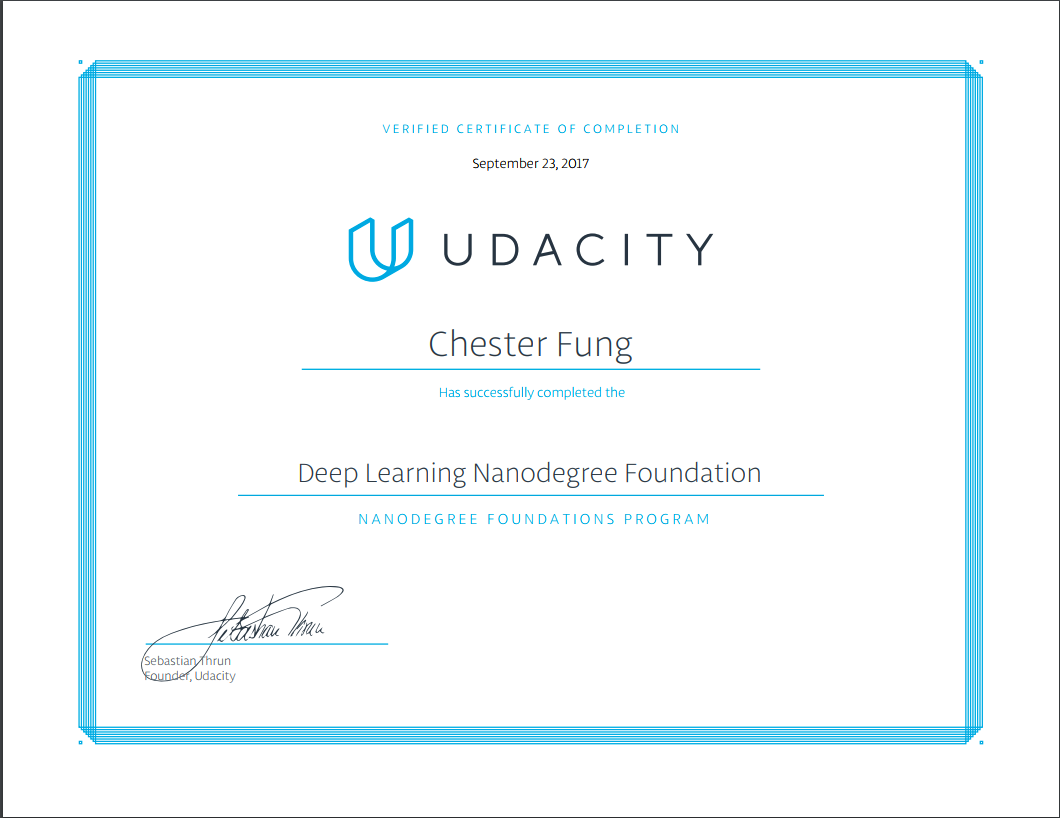 VERIFIED CERTIFICATE OF COMPLETION
September 23, 2017
UDACITY
Chester Fung
Has successfully completed the
Deep Learning Nanodegree Foundation
NANODEGREE FOUNDATIONS PROGRAM
Sebastian Thrun
Sebastian Thrun
Founder, Udacity